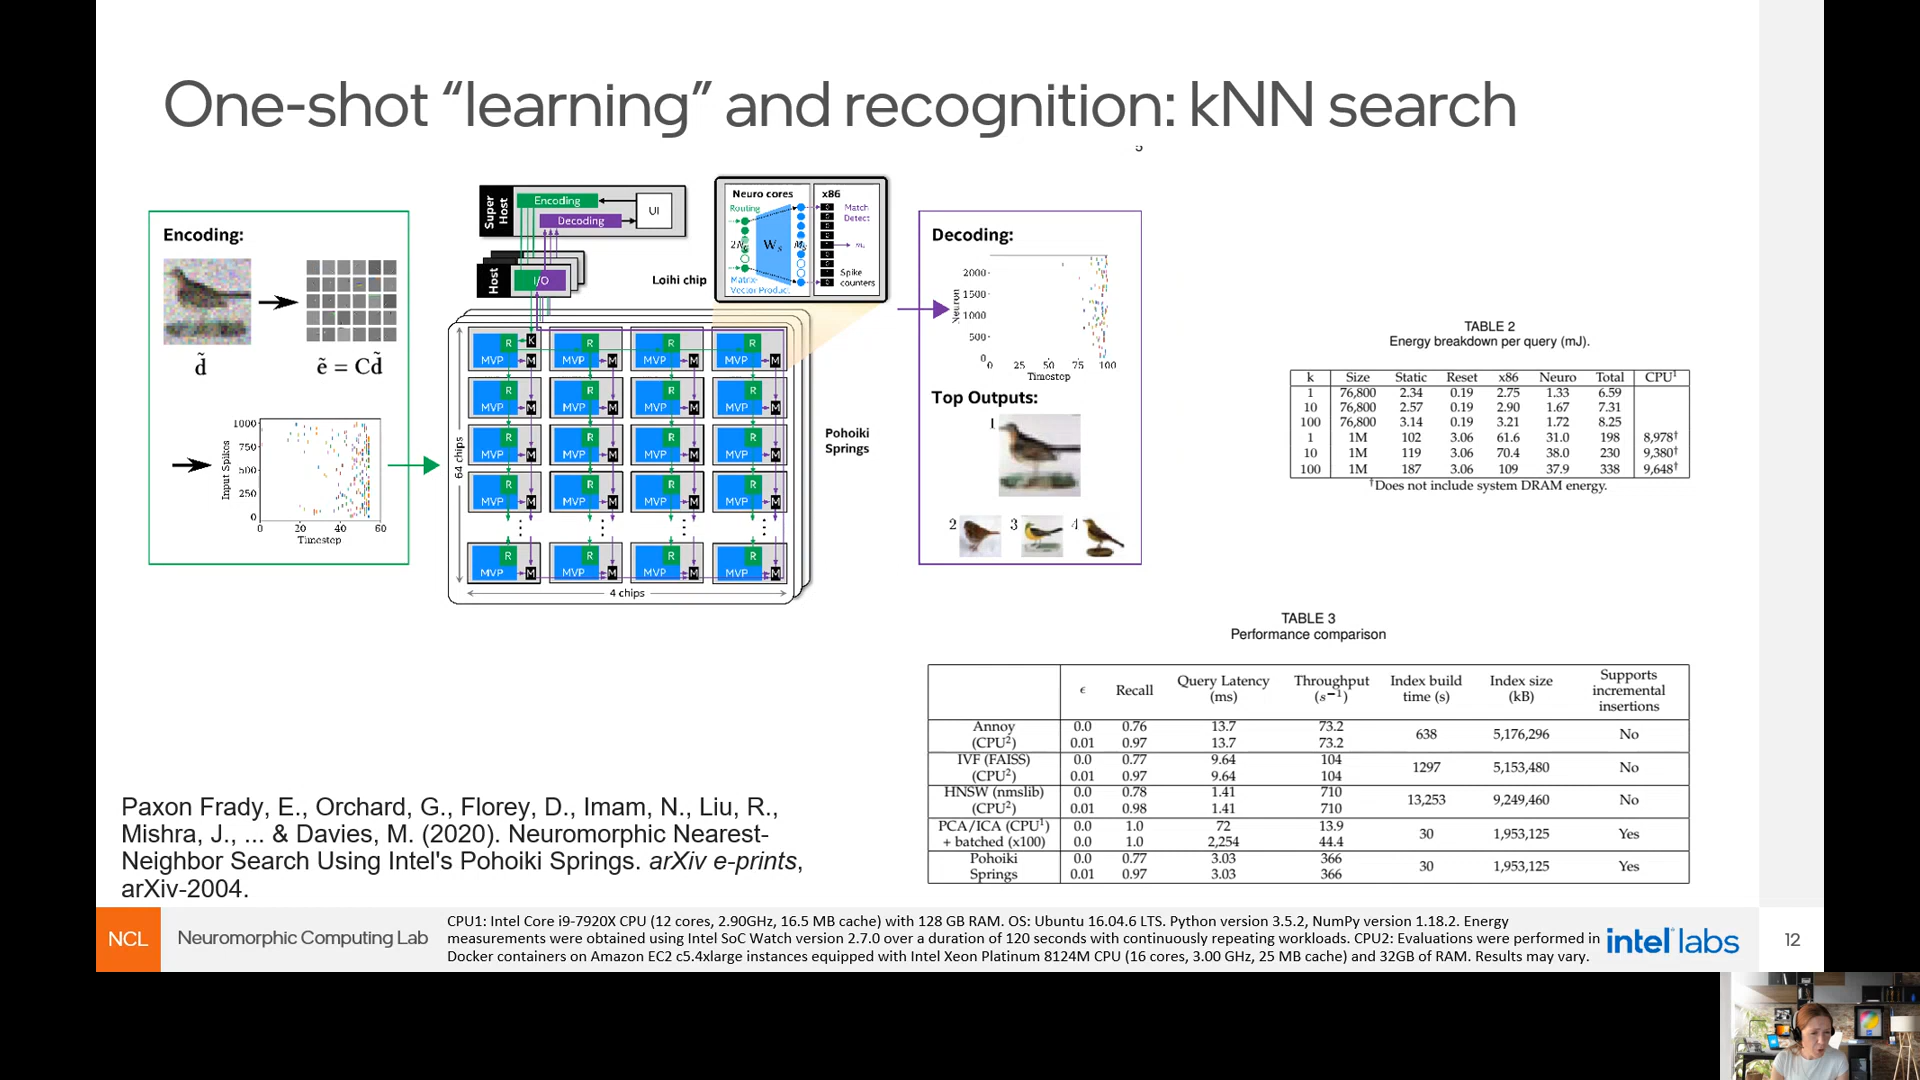 One-shot “learning” and recognition: kNN search
Encoding:
d̃
ẽ = Cd̃
Input Spikes
1000
750
500
250
0
0 20 40 60
Timestep
Super Host
Encoding
Decoding
UI
Host
I/O
Loihi chip
Neuro cores
x86
Routing
Match
Detect
Wₛ
Matrix
Vector Product
Spike
counters
64 chips
R K
MVP M
R
MVP M
R
MVP M
R
MVP M
R
MVP M
R
MVP M
R
MVP M
R
MVP M
R
MVP M
R
MVP M
R
MVP M
R
MVP M
R
MVP M
R
MVP M
R
MVP M
R
MVP M
R
MVP M
R
MVP M
R
MVP M
R
MVP M
4 chips
Pohoiki
Springs
Decoding:
Neuron
2000
1500
1000
500
0
0 25 50 75 100
Timestep
Top Outputs:
1
2 3 4
TABLE 2
Energy breakdown per query (mJ).
k Size Static Reset x86 Neuro Total CPU¹
1 76,800 2.34 0.19 2.75 1.33 6.59
10 76,800 2.57 0.19 2.90 1.67 7.31
100 76,800 3.14 0.19 3.21 1.72 8.25
1 1M 102 3.06 61.6 31.0 198 8,978†
10 1M 119 3.06 70.4 38.0 230 9,380†
100 1M 187 3.06 109 37.9 338 9,648†
†Does not include system DRAM energy.
TABLE 3
Performance comparison
ϵ Recall Query Latency (ms) Throughput (s⁻¹) Index build time (s) Index size (kB) Supports incremental insertions
Annoy 0.0 0.76 13.7 73.2 638 5,176,296 No
(CPU²) 0.01 0.97 13.7 73.2
IVF (FAISS) 0.0 0.77 9.64 104 1297 5,153,480 No
(CPU²) 0.01 0.97 9.64 104
HNSW (nmslib) 0.0 0.78 1.41 710 13,253 9,249,460 No
(CPU²) 0.01 0.98 1.41 710
PCA/ICA (CPU¹) 0.0 1.0 72 13.9 30 1,953,125 Yes
+ batched (x100) 0.0 1.0 2,254 44.4
Pohoiki 0.0 0.77 3.03 366 30 1,953,125 Yes
Springs 0.01 0.97 3.03 366
Paxon Frady, E., Orchard, G., Florey, D., Imam, N., Liu, R.,
Mishra, J., ... & Davies, M. (2020). Neuromorphic Nearest-
Neighbor Search Using Intel's Pohoiki Springs. arXiv e-prints,
arXiv-2004.
NCL
Neuromorphic Computing Lab
CPU1: Intel Core i9-7920X CPU (12 cores, 2.90GHz, 16.5 MB cache) with 128 GB RAM. OS: Ubuntu 16.04.6 LTS. Python version 3.5.2, NumPy version 1.18.2. Energy
measurements were obtained using Intel SoC Watch version 2.7.0 over a duration of 120 seconds with continuously repeating workloads. CPU2: Evaluations were performed in
Docker containers on Amazon EC2 c5.4xlarge instances equipped with Intel Xeon Platinum 8124M CPU (16 cores, 3.00 GHz, 25 MB cache) and 32GB of RAM. Results may vary.
intel labs
12